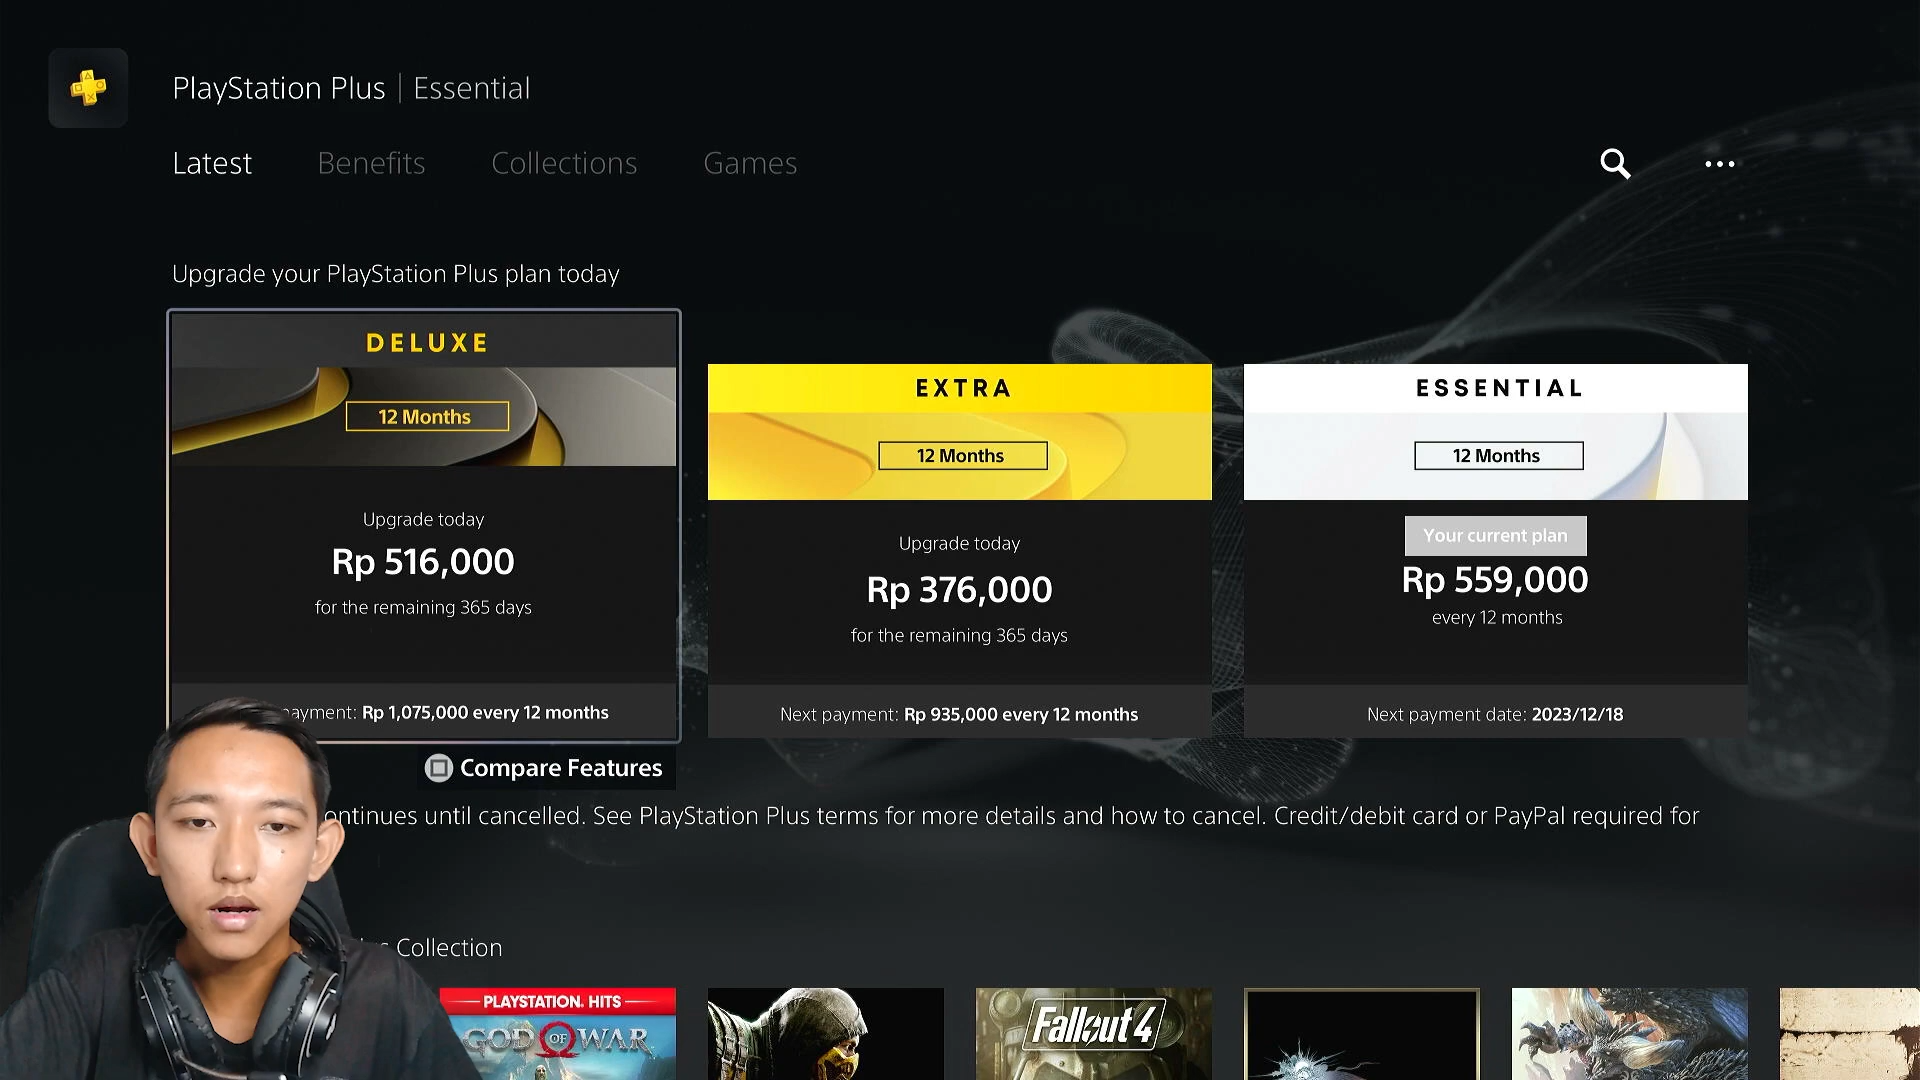 PlayStation Plus | Essential
Latest Benefits Collections Games
Upgrade your PlayStation Plus plan today
DELUXE
12 Months
Upgrade today
Rp 516,000
for the remaining 365 days
payment: Rp 1,075,000 every 12 months
Compare Features
EXTRA
12 Months
Upgrade today
Rp 376,000
for the remaining 365 days
Next payment: Rp 935,000 every 12 months
ESSENTIAL
12 Months
Your current plan
Rp 559,000
every 12 months
Next payment date: 2023/12/18
ontinues until cancelled. See PlayStation Plus terms for more details and how to cancel. Credit/debit card or PayPal required for
Collection
PLAYSTATION HITS
GOD OF WAR
Fallout 4